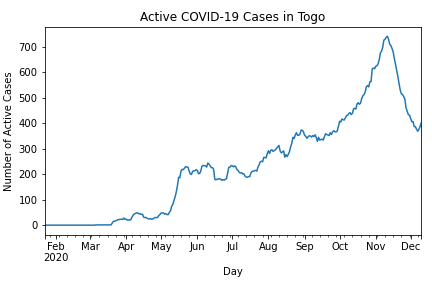 Active COVID-19 Cases in Togo
Number of Active Cases
700
600
500
400
300
200
100
0
Feb Mar Apr May Jun Jul Aug Sep Oct Nov Dec
2020
Day